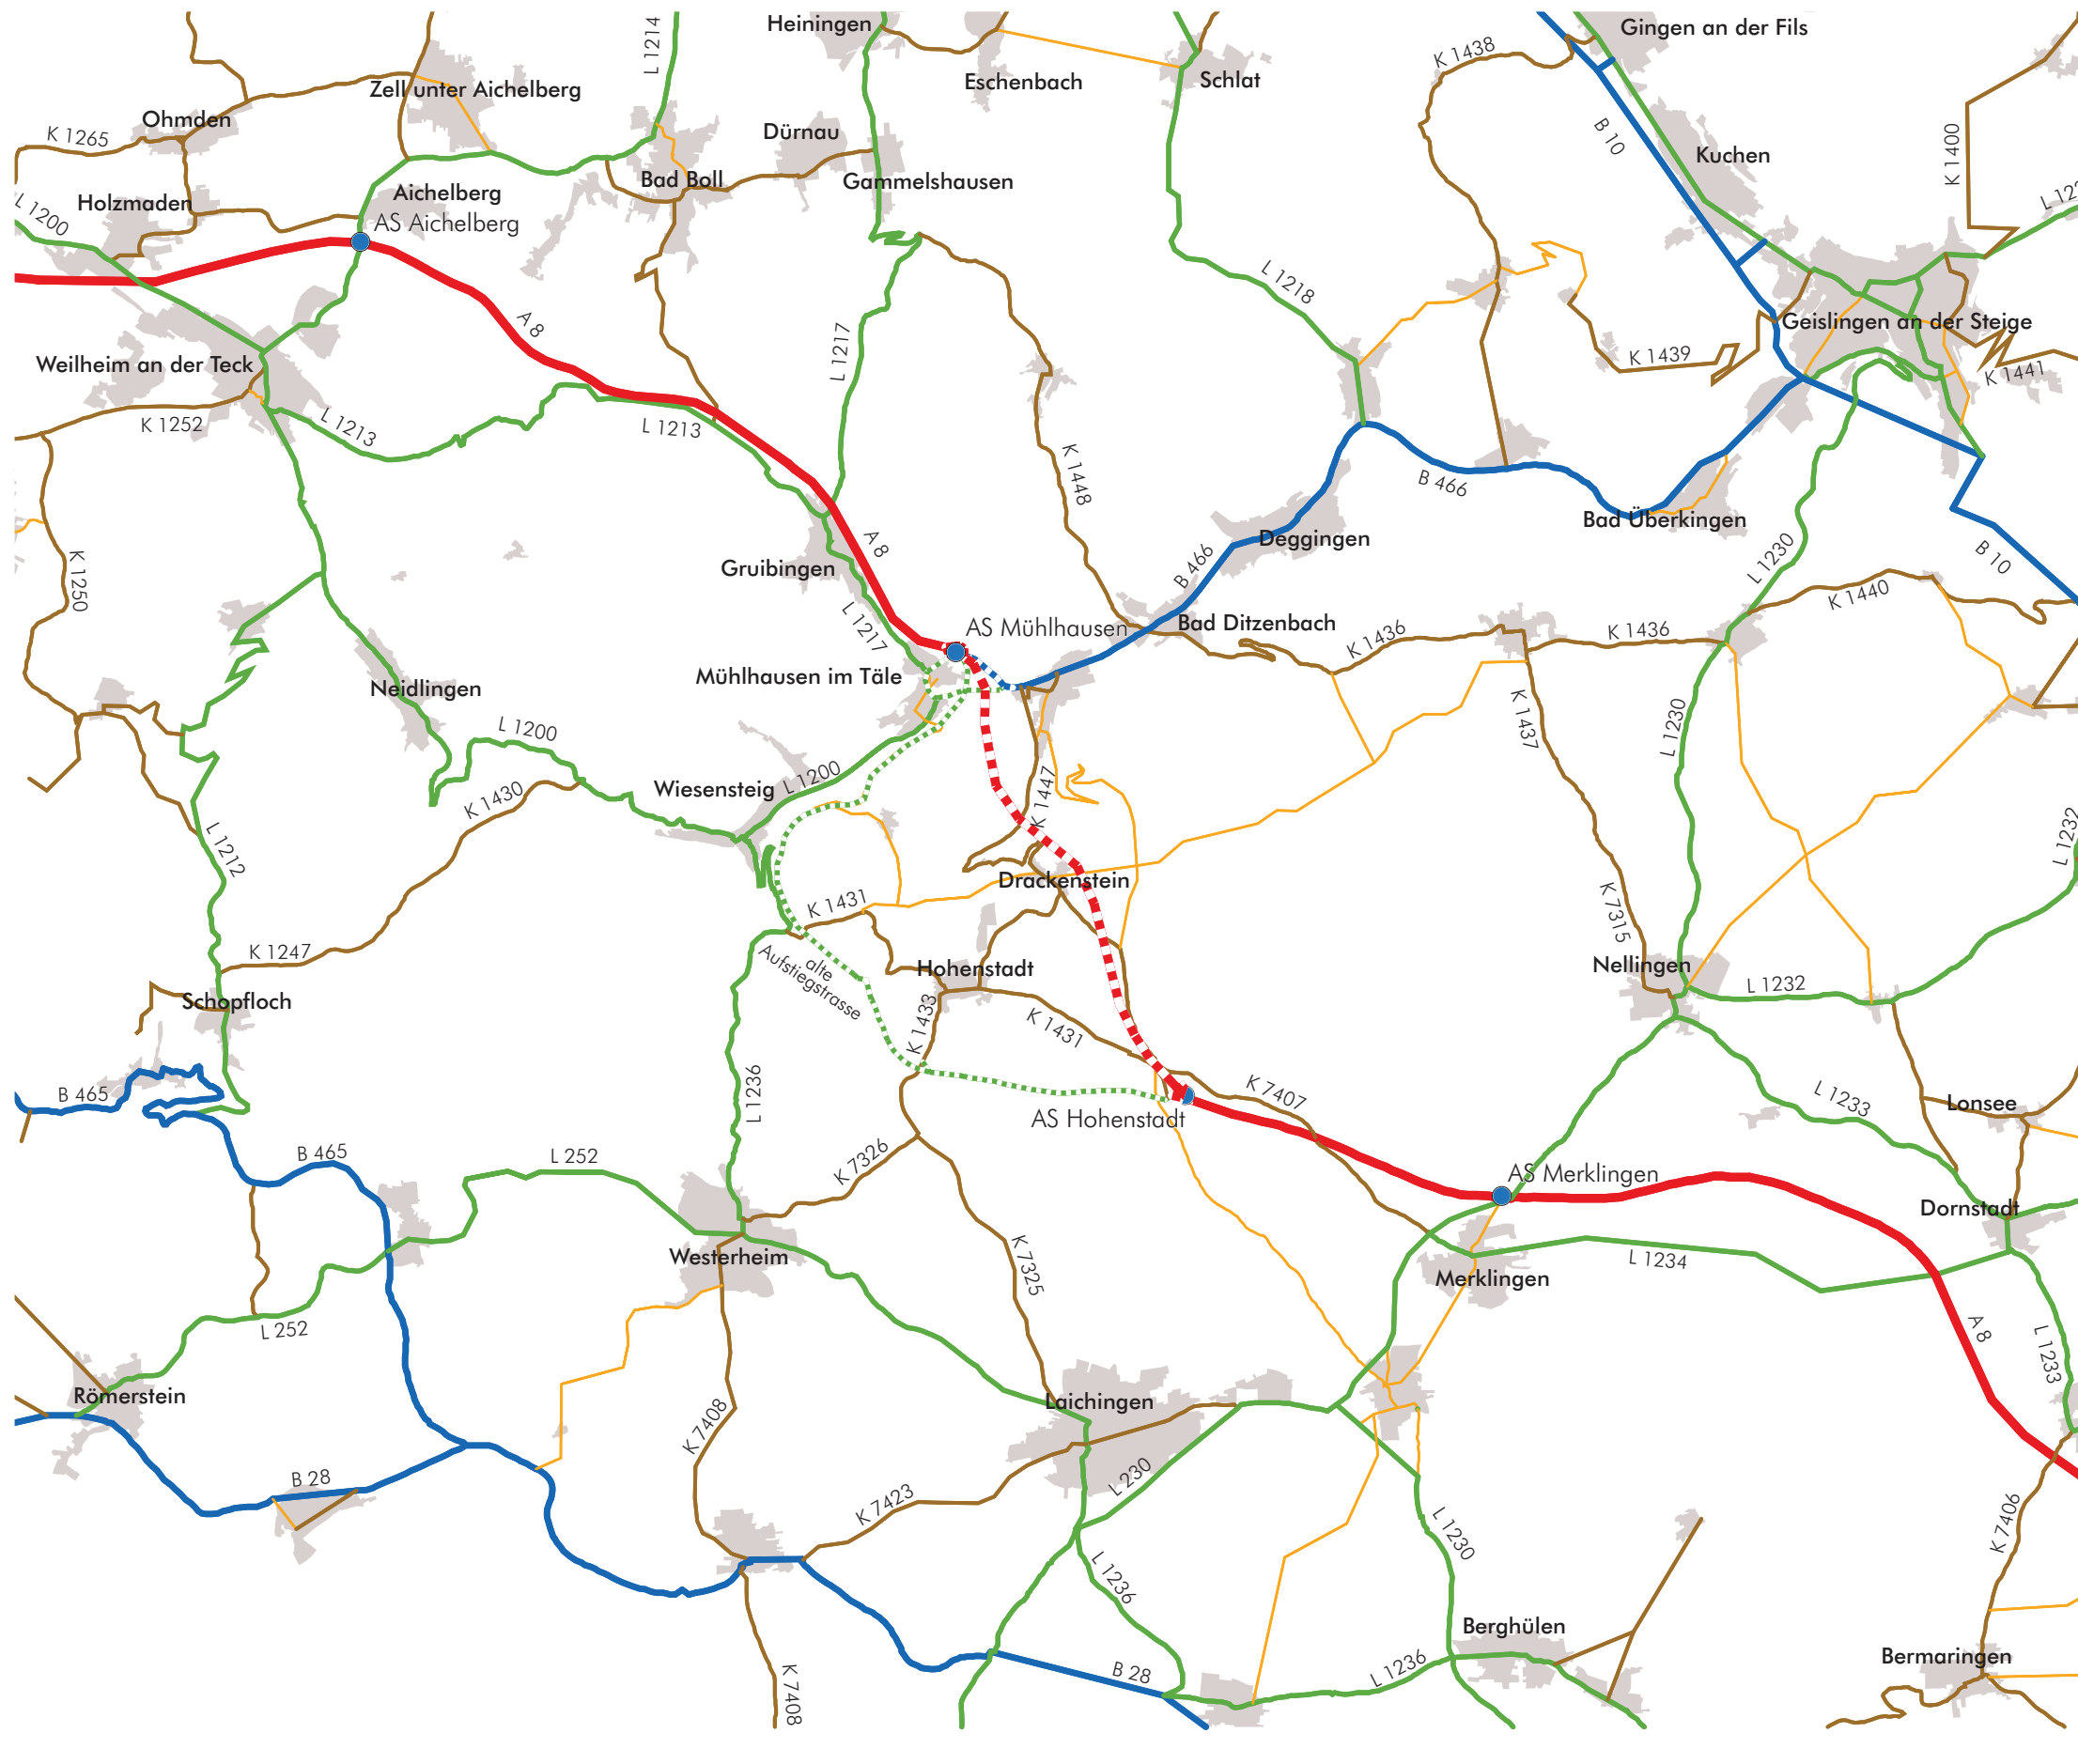 Heiningen
Gingen an der Fils
L 1214
K 1438
Eschenbach
Schlat
Zell unter Aichelberg
Ohmden
K 1265
Dürnau
B 10
Kuchen
K 1400
Bad Boll
Gammelshausen
Aichelberg
Holzmaden
L 1200
AS Aichelberg
L 1218
A 8
Geislingen an der Steige
L 1217
K 1439
Weilheim an der Teck
K 1441
K 1252
L 1213
L 1213
K 1448
B 466
Bad Überkingen
Deggingen
A 8
B 10
L 1230
B 466
Gruibingen
K 1250
K 1440
L 1217
AS Mühlhausen
Bad Ditzenbach
K 1436
K 1436
Mühlhausen im Täle
Neidlingen
K 1437
L 1230
L 1200
L 1200
Wiesensteig
K 1430
K 1447
L 1212
L 1232
Drackenstein
K 1431
K 7315
K 1247
alte
Aufstiegstrasse
Hohenstadt
Nellingen
L 1232
Schopfloch
K 1433
K 1431
B 465
L 1236
K 7407
AS Hohenstadt
L 1233
Lonsee
B 465
L 252
K 7326
AS Merklingen
Dornstadt
Westerheim
K 7325
L 1234
Merklingen
L 252
A 8
L 1233
Römerstein
Laichingen
K 7408
B 28
L 230
K 7423
L 1230
K 7406
L 1236
Berghülen
Bermaringen
L 1236
B 28
K 7408